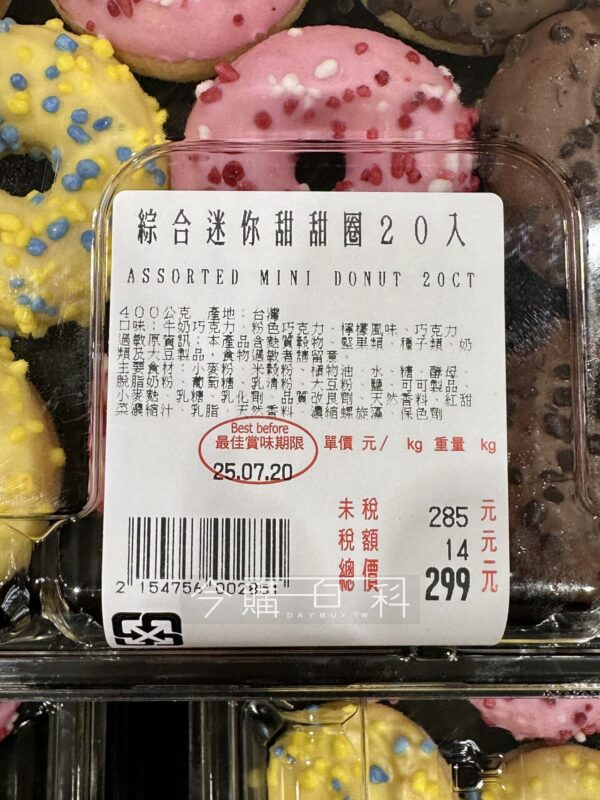 綜合迷你甜甜圈20入
ASSORTED MINI DONUT 20CT
400公克 產地:台灣
口味:牛奶巧克力、粉色巧克力、檸檬風味、巧克力
過敏原資訊:本產品含麩質穀物、堅果類、種子類、奶
類及大豆製品,食物過敏者請留意。
主要食材:小麥粉、米穀粉、植物油、水、糖、酵母、
脫脂奶粉、葡萄糖、乳清粉、大豆粉、鹽、可可製品、
小麥麩、乳糖、乳化劑、品質改良劑、天然香料、紅甜
菜濃縮汁、乳脂、天然香料、濃縮螺旋藻、保色劑
Best before
最佳賞味期限 單價 元/ kg 重量 kg
25.07.20
未稅 285 元
稅額 14 元
總價 299 元
2 154756 002851
今購百科
DAYBUY.TW